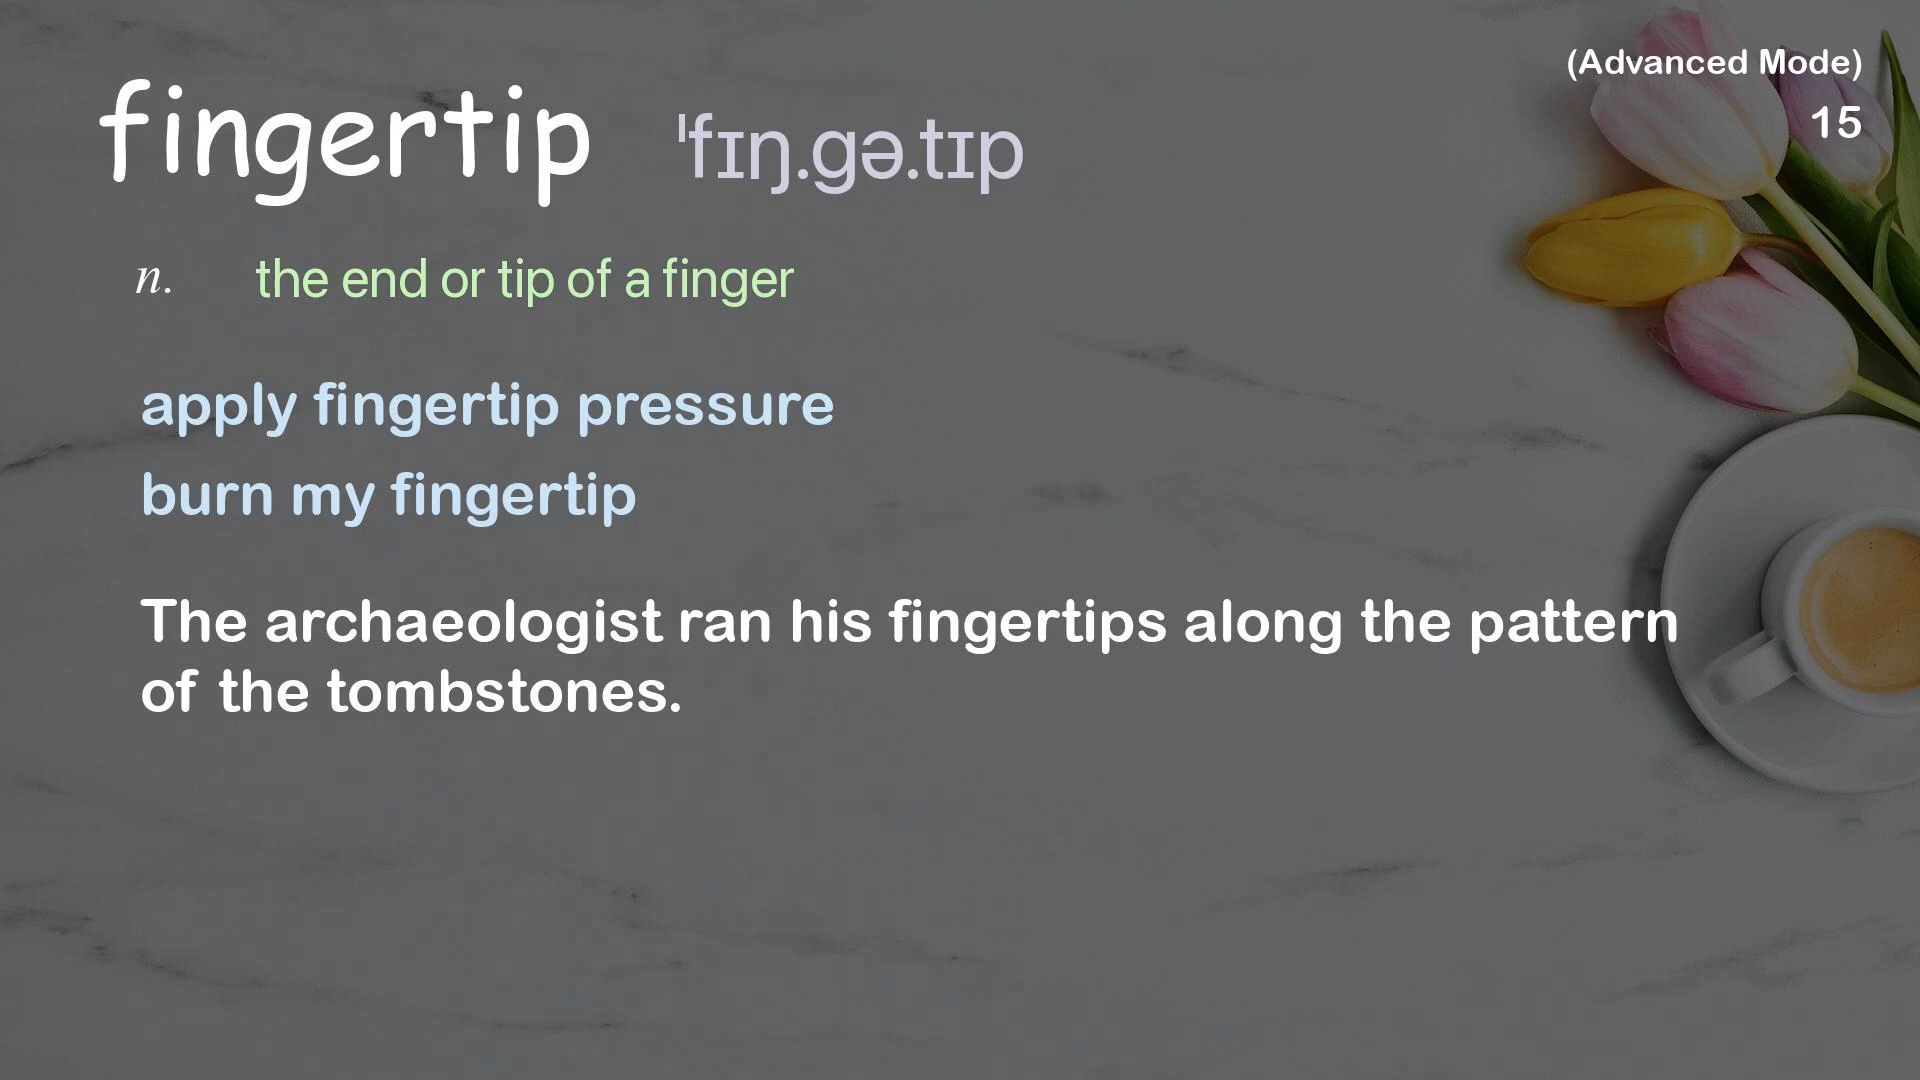 (Advanced Mode)
15
fingertip ˈfɪŋ.gə.tɪp
n. the end or tip of a finger
apply fingertip pressure
burn my fingertip
The archaeologist ran his fingertips along the pattern
of the tombstones.